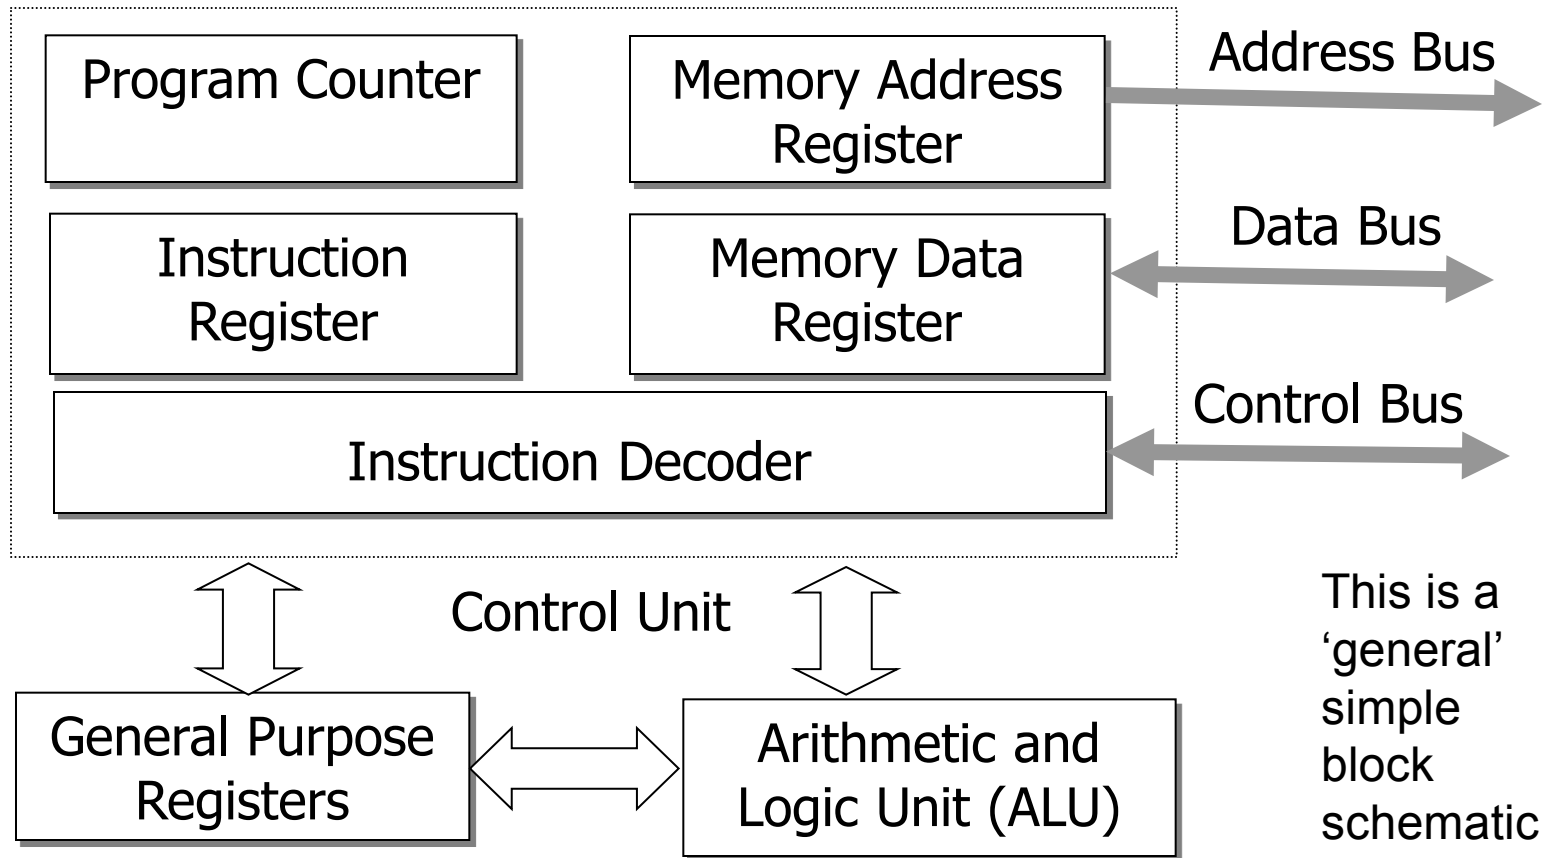 Program Counter
Memory Address
Register
Address Bus
Instruction
Register
Memory Data
Register
Data Bus
Instruction Decoder
Control Bus
Control Unit
General Purpose
Registers
Arithmetic and
Logic Unit (ALU)
This is a
‘general’
simple
block
schematic